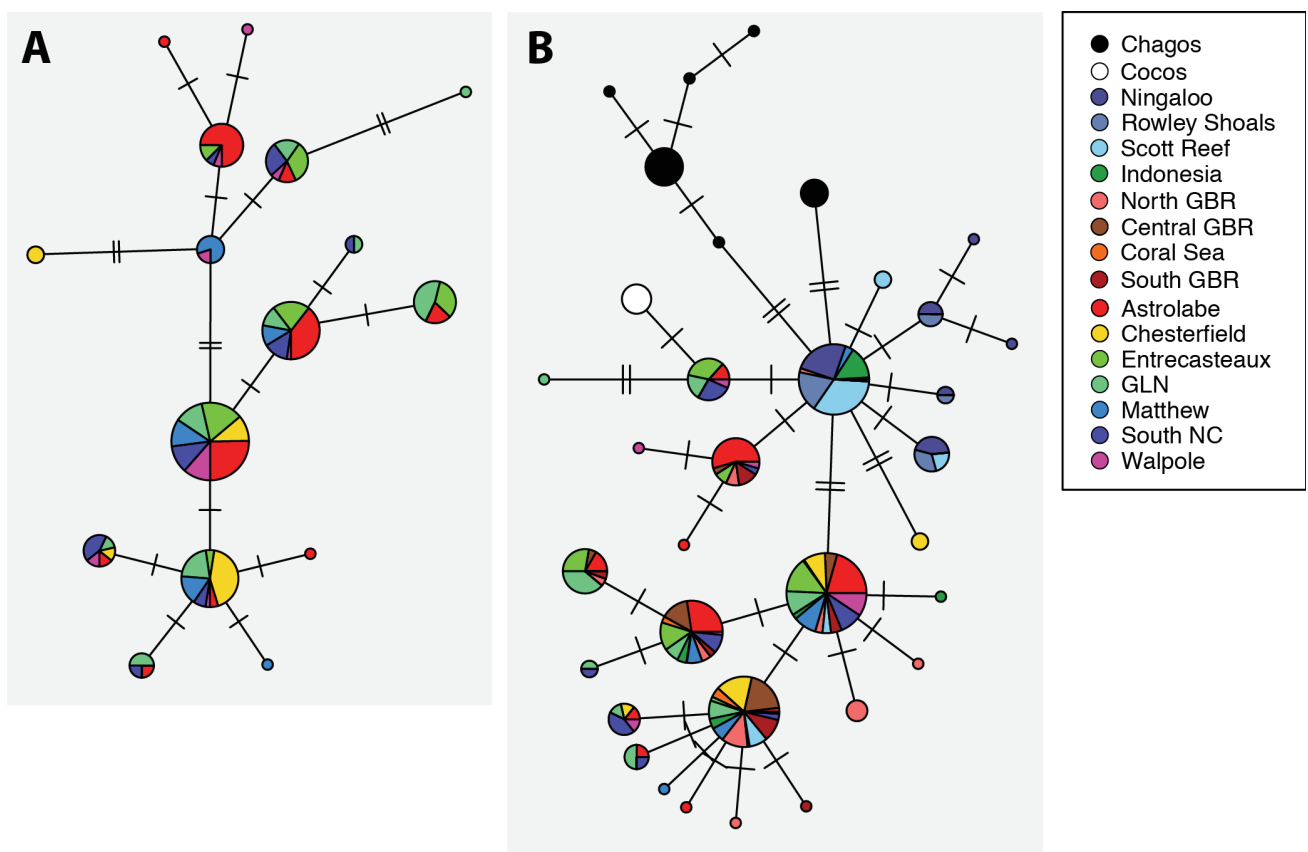 A
B
Chagos
Cocos
Ningaloo
Rowley Shoals
Scott Reef
Indonesia
North GBR
Central GBR
Coral Sea
South GBR
Astrolabe
Chesterfield
Entrecasteaux
GLN
Matthew
South NC
Walpole